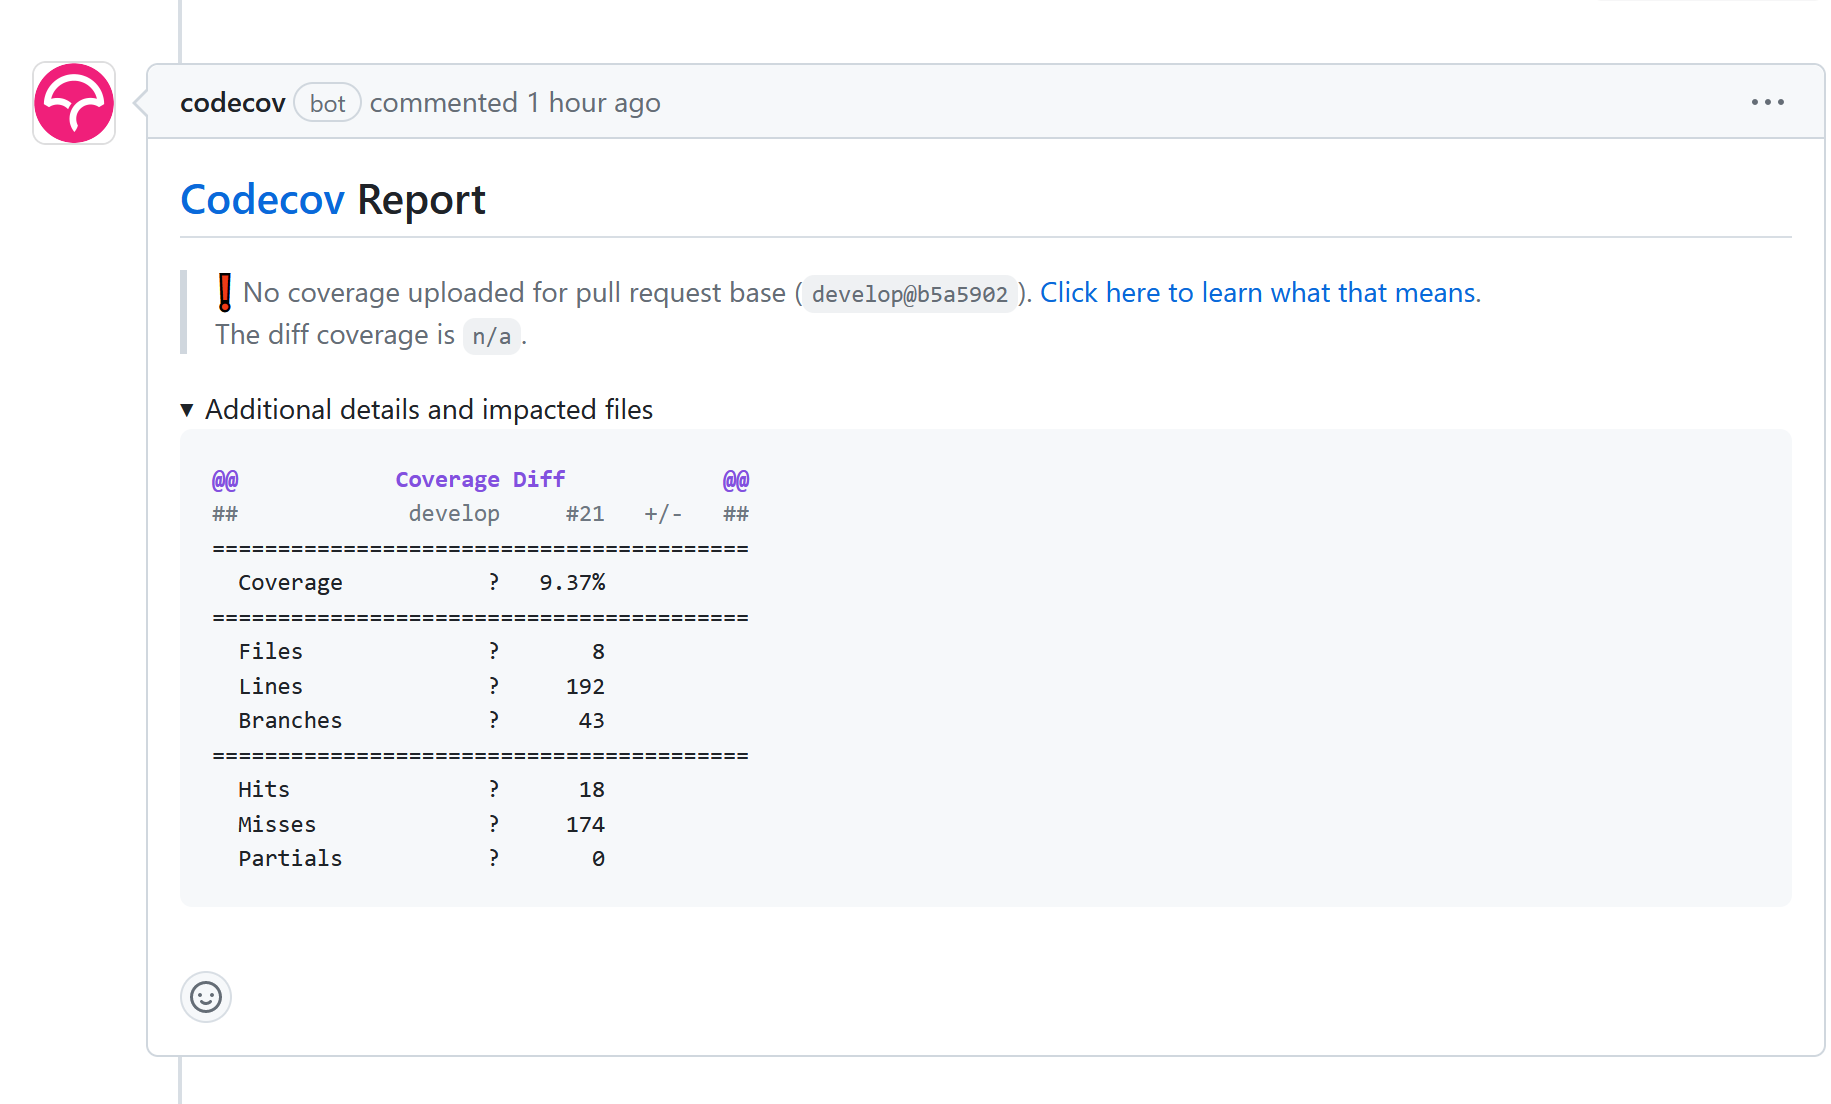 codecov bot commented 1 hour ago
Codecov Report
❗ No coverage uploaded for pull request base (develop@b5a5902). Click here to learn what that means.
The diff coverage is n/a.
▼ Additional details and impacted files
@@            Coverage Diff            @@
##             develop     #21   +/-   ##
=========================================
  Coverage           ?   9.37%
=========================================
  Files              ?       8
  Lines              ?     192
  Branches           ?      43
=========================================
  Hits               ?      18
  Misses             ?     174
  Partials           ?       0